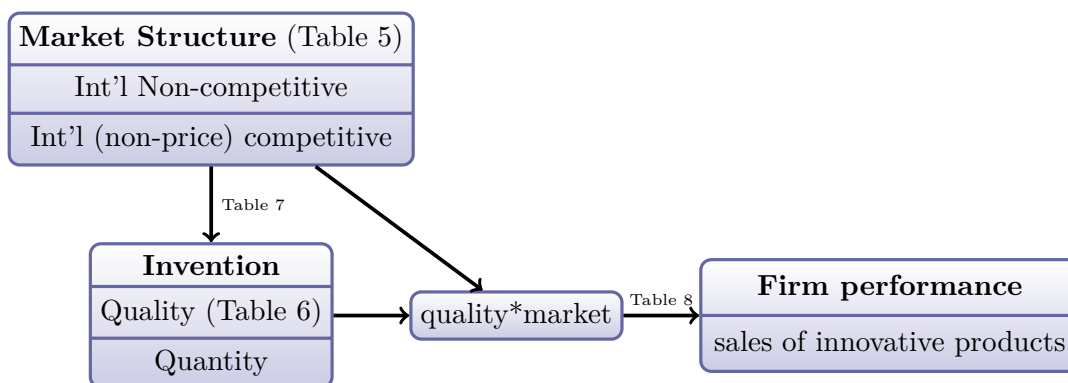 Market Structure (Table 5)
Int'l Non-competitive
Int'l (non-price) competitive
Table 7
Invention
Quality (Table 6)
Quantity
quality*market
Table 8
Firm performance
sales of innovative products